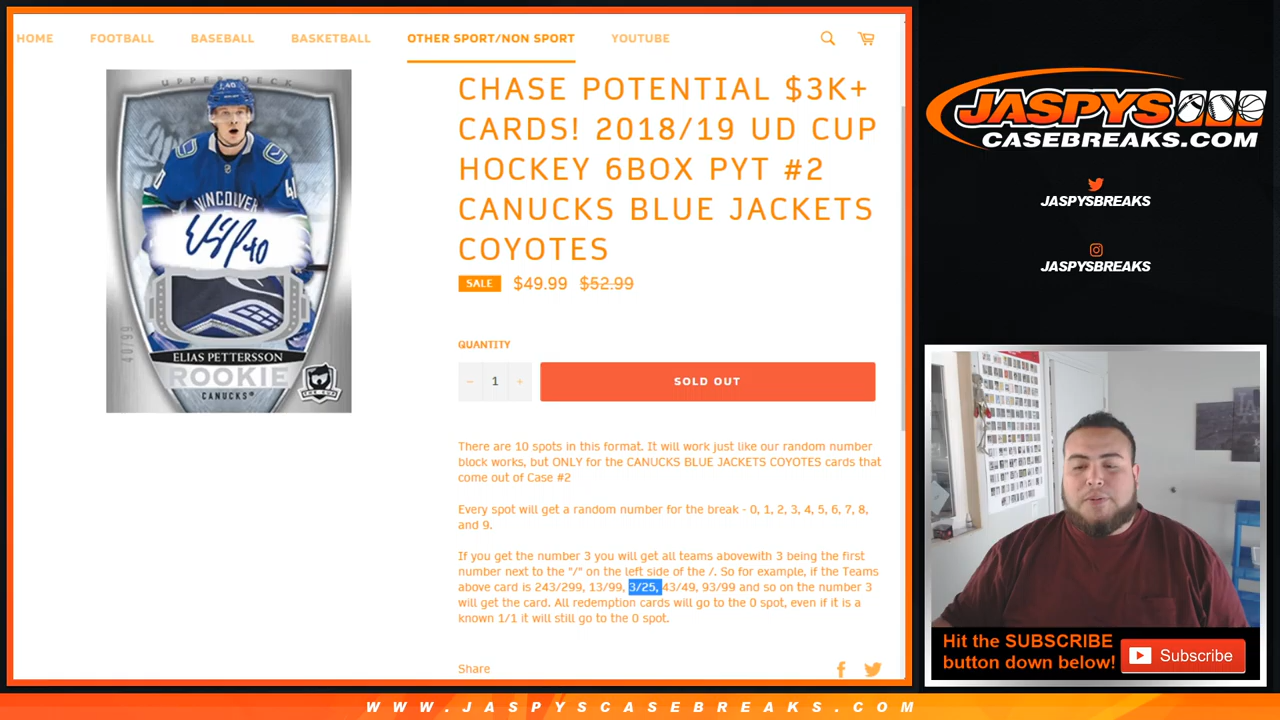 HOME FOOTBALL BASEBALL BASKETBALL OTHER SPORT/NON SPORT YOUTUBE
UPPER DECK
VANCOUVER
40/99
ELIAS PETTERSSON
ROOKIE
CANUCKS
THE CUP
CHASE POTENTIAL $3K+
CARDS! 2018/19 UD CUP
HOCKEY 6BOX PYT #2
CANUCKS BLUE JACKETS
COYOTES
SALE $49.99 $52.99
QUANTITY
− 1 +
SOLD OUT
There are 10 spots in this format. It will work just like our random number
block works, but ONLY for the CANUCKS BLUE JACKETS COYOTES cards that
come out of Case #2
Every spot will get a random number for the break - 0, 1, 2, 3, 4, 5, 6, 7, 8,
and 9.
If you get the number 3 you will get all teams abovewith 3 being the first
number next to the "/" on the left side of the /. So for example, if the Teams
above card is 243/299, 13/99, 3/25, 43/49, 93/99 and so on the number 3
will get the card. All redemption cards will go to the 0 spot, even if it is a
known 1/1 it will still go to the 0 spot.
Share
JASPYS
CASEBREAKS.COM
JASPYSBREAKS
JASPYSBREAKS
Hit the SUBSCRIBE
button down below!
Subscribe
WWW.JASPYSCASEBREAKS.COM